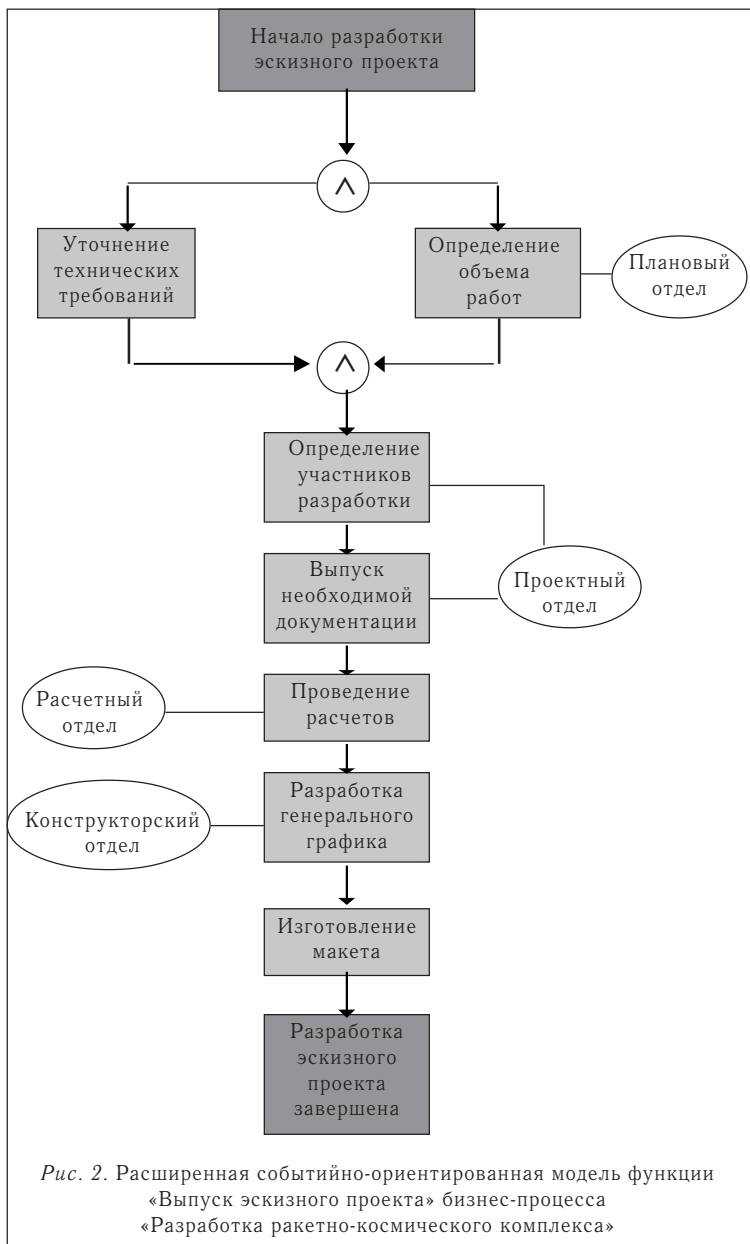 Начало разработки
эскизного проекта
∧
Уточнение
технических
требований
Определение
объема
работ
Плановый
отдел
∧
Определение
участников
разработки
Выпуск
необходимой
документации
Проектный
отдел
Расчетный
отдел
Проведение
расчетов
Конструкторский
отдел
Разработка
генерального
графика
Изготовление
макета
Разработка
эскизного
проекта
завершена
Рис. 2. Расширенная событийно-ориентированная модель функции
«Выпуск эскизного проекта» бизнес-процесса
«Разработка ракетно-космического комплекса»